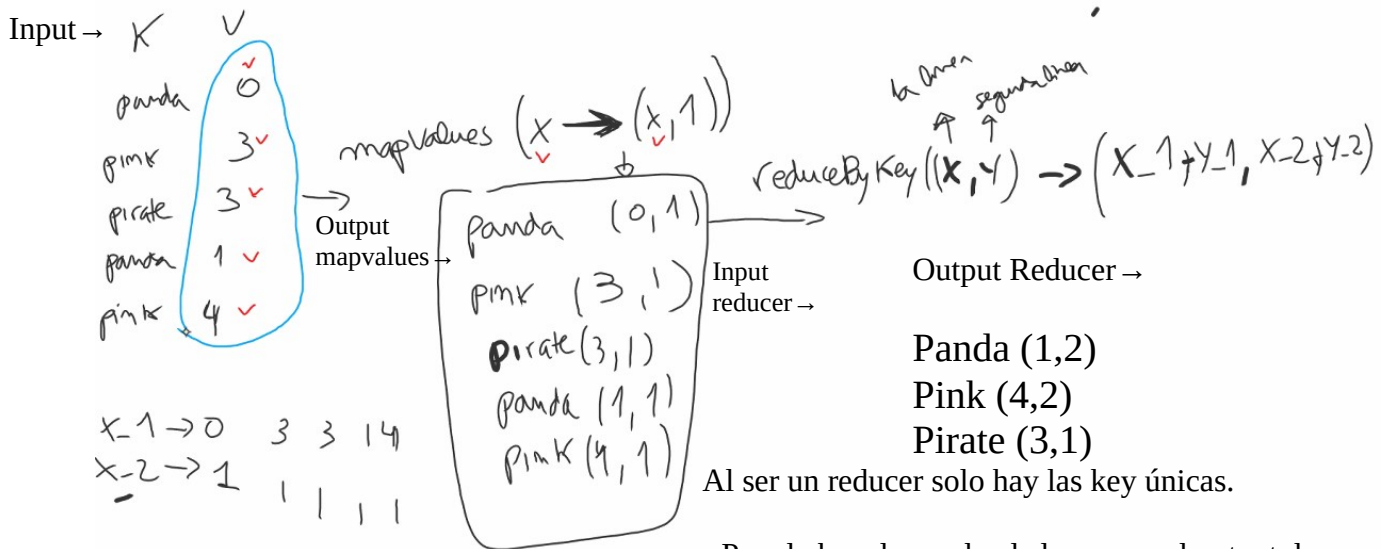 Input→ K V
panda 0
pink 3
pirate 3
panda 1
pink 4
mapValues (x → (x,1))
Output
mapvalues→
panda (0,1)
pink (3,1)
pirate (3,1)
panda (1,1)
pink (4,1)
x_1 → 0 3 3 1 4
x_2 → 1 1 1 1 1
Input
reducer→
linea segunda linea
reduceByKey((x,y) → (x_1+y_1, x_2+y_2)
Output Reducer→
Panda (1,2)
Pink (4,2)
Pirate (3,1)
Al ser un reducer solo hay las key únicas.